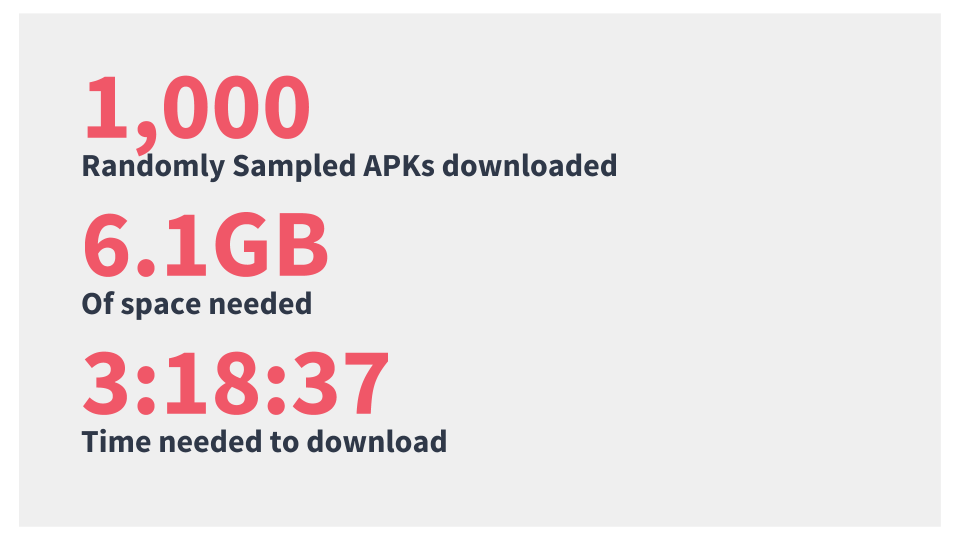 1,000
Randomly Sampled APKs downloaded
6.1GB
Of space needed
3:18:37
Time needed to download